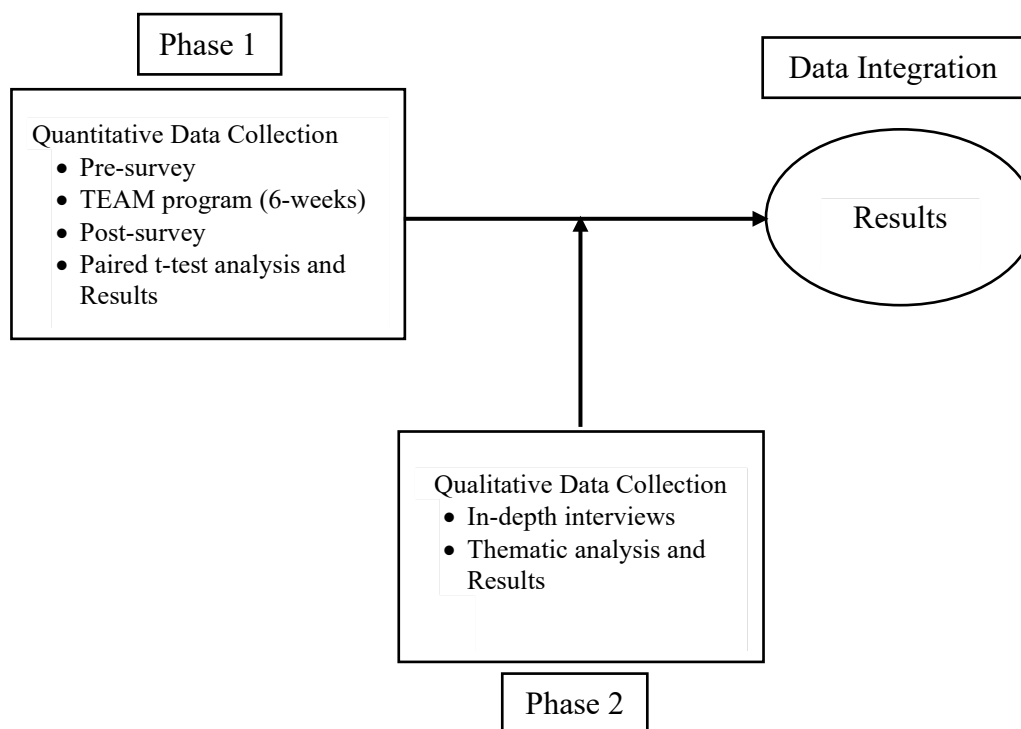 Phase 1
Data Integration
Quantitative Data Collection
• Pre-survey
• TEAM program (6-weeks)
• Post-survey
• Paired t-test analysis and
Results
Results
Qualitative Data Collection
• In-depth interviews
• Thematic analysis and
Results
Phase 2